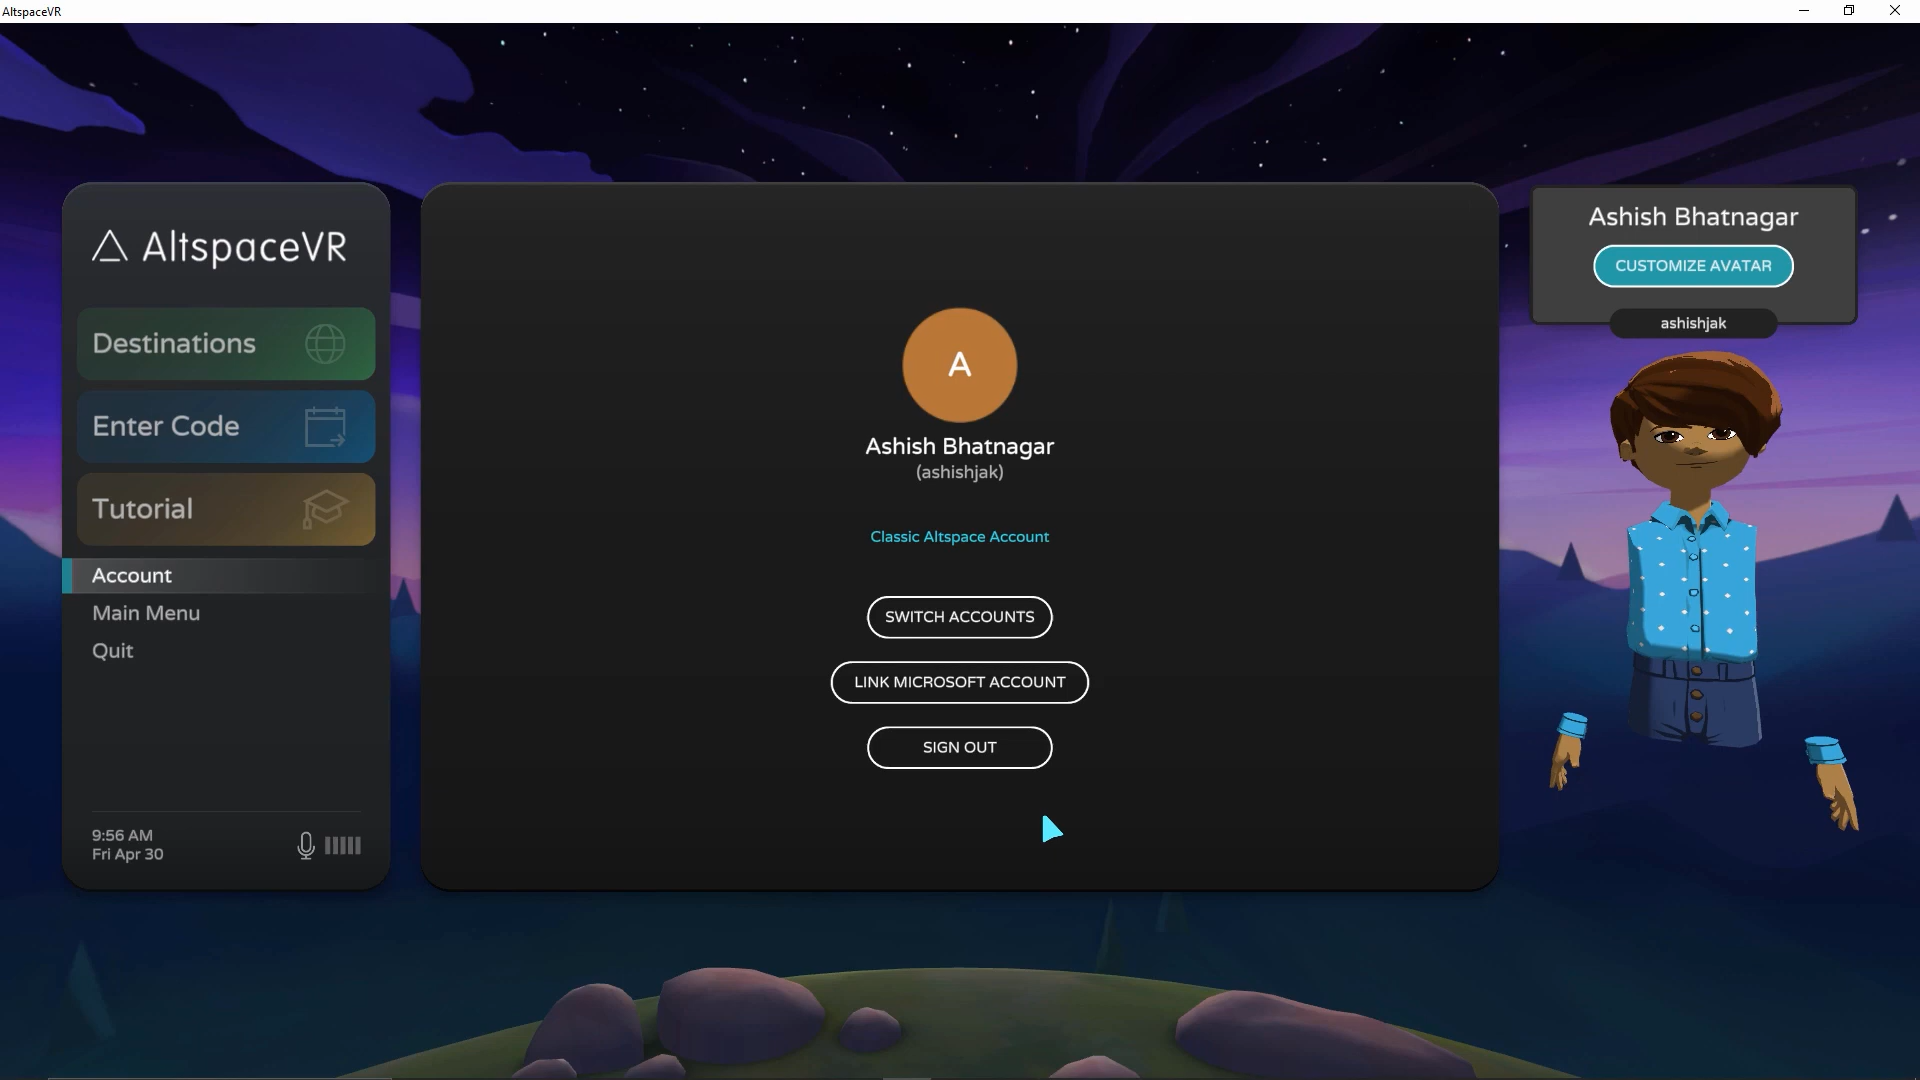 AltspaceVR
AltspaceVR
Destinations
Enter Code
Tutorial
Account
Main Menu
Quit
9:56 AM
Fri Apr 30
A
Ashish Bhatnagar
(ashishjak)
Classic Altspace Account
SWITCH ACCOUNTS
LINK MICROSOFT ACCOUNT
SIGN OUT
Ashish Bhatnagar
CUSTOMIZE AVATAR
ashishjak